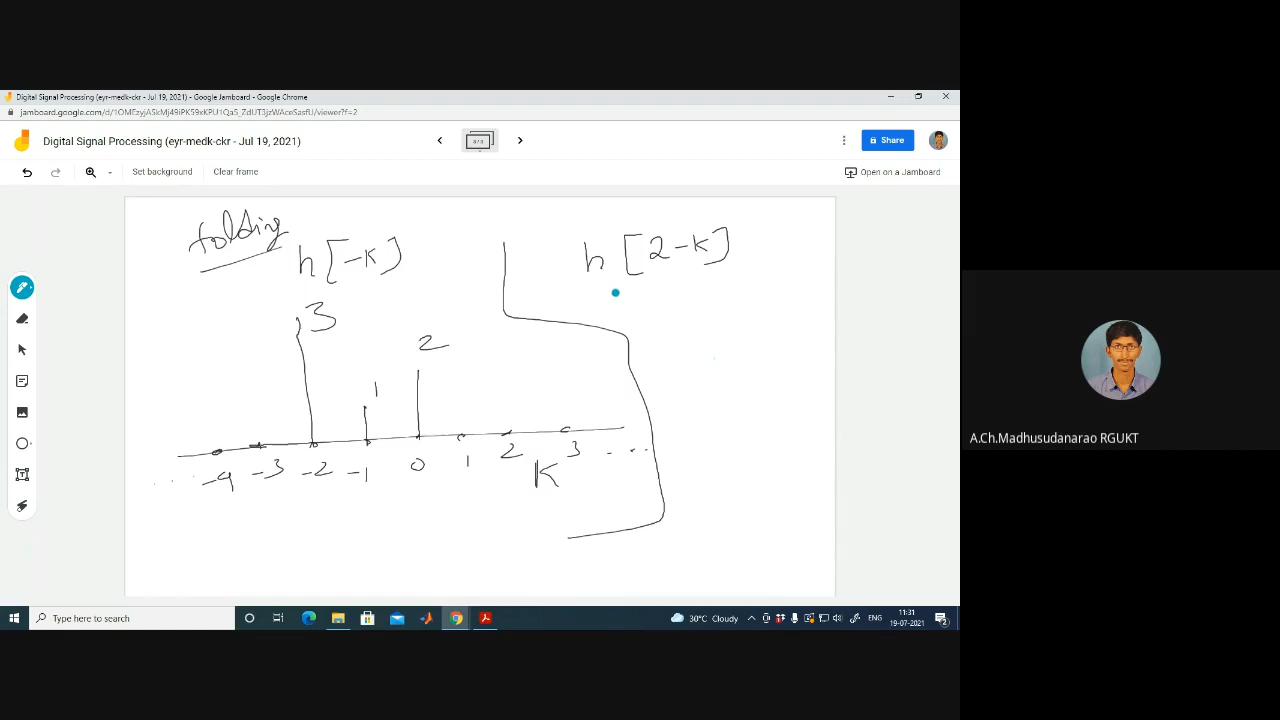 Digital Signal Processing (eyr-medk-ckr - Jul 19, 2021) - Google Jamboard - Google Chrome
Digital Signal Processing (eyr-medk-ckr - Jul 19, 2021)
3/3
Share
Set background
Clear frame
Open on a Jamboard
folding
h[-K]
h[2-K]
3
2
1
.... -4 -3 -2 -1 0 1 2 3 ....
K
A.Ch.Madhusudanarao RGUKT
Type here to search
30°C Cloudy
ENG
11:31
19-07-2021
2